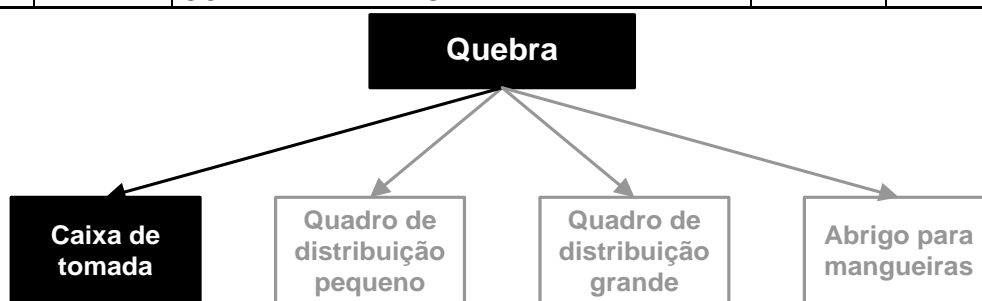 Quebra
Caixa de
tomada
Quadro de
distribuição
pequeno
Quadro de
distribuição
grande
Abrigo para
mangueiras